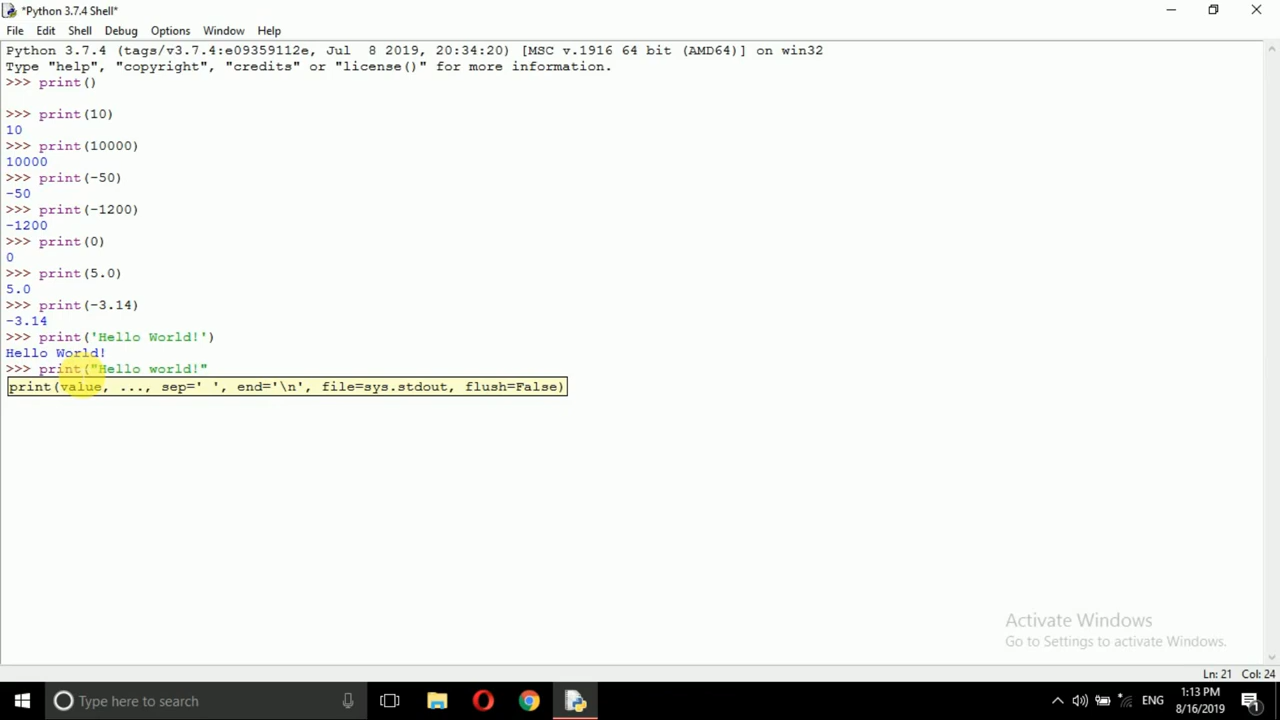 *Python 3.7.4 Shell*
File Edit Shell Debug Options Window Help
Python 3.7.4 (tags/v3.7.4:e09359112e, Jul  8 2019, 20:34:20) [MSC v.1916 64 bit (AMD64)] on win32
Type "help", "copyright", "credits" or "license()" for more information.
>>> print()
>>> print(10)
10
>>> print(10000)
10000
>>> print(-50)
-50
>>> print(-1200)
-1200
>>> print(0)
0
>>> print(5.0)
5.0
>>> print(-3.14)
-3.14
>>> print('Hello World!')
Hello World!
>>> print("Hello world!"
print(value, ..., sep=' ', end='\n', file=sys.stdout, flush=False)
Activate Windows
Go to Settings to activate Windows.
Ln: 21 Col: 24
Type here to search
ENG
1:13 PM
8/16/2019
1